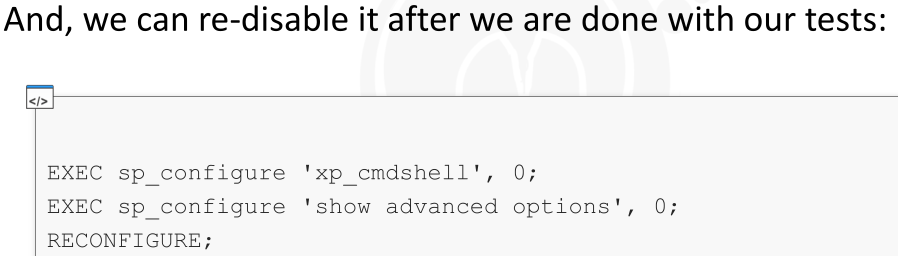 And, we can re-disable it after we are done with our tests:
</>
EXEC sp_configure 'xp_cmdshell', 0;
EXEC sp_configure 'show advanced options', 0;
RECONFIGURE;